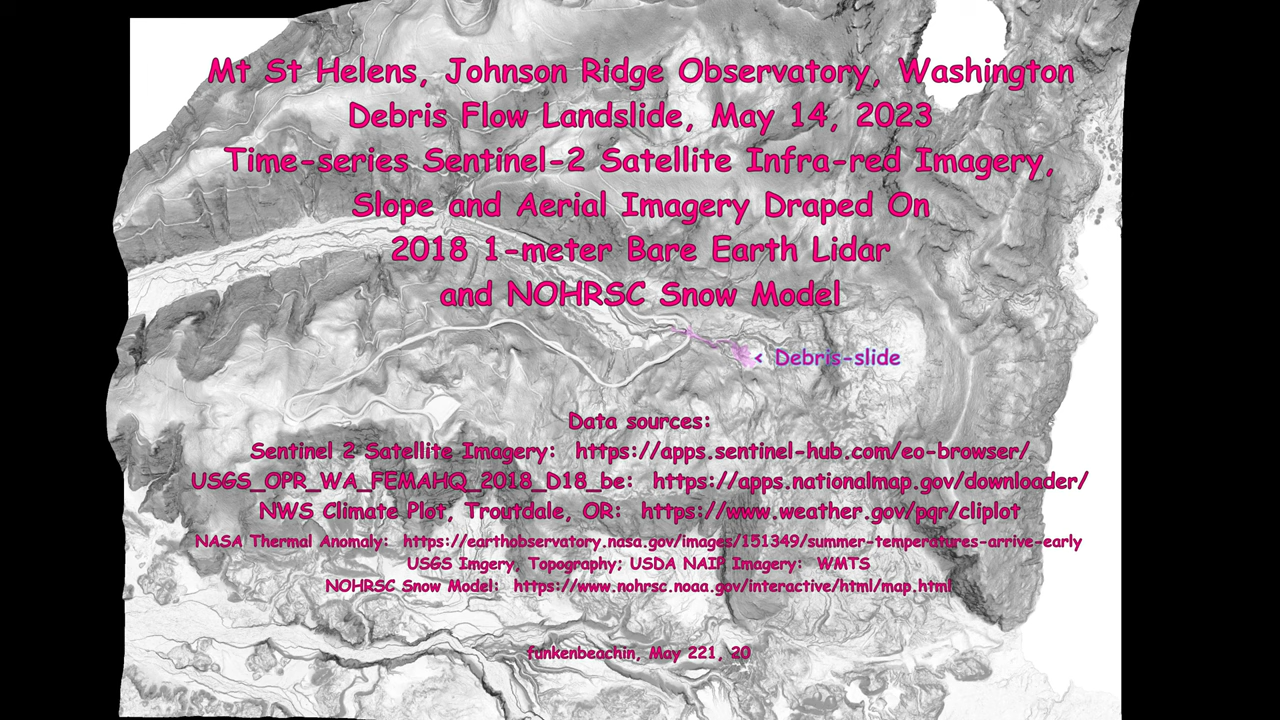 Mt St Helens, Johnson Ridge Observatory, Washington
Debris Flow Landslide, May 14, 2023
Time-series Sentinel-2 Satellite Infra-red Imagery,
Slope and Aerial Imagery Draped On
2018 1-meter Bare Earth Lidar
and NOHRSC Snow Model
< Debris-slide
Data sources:
Sentinel 2 Satellite Imagery: https://apps.sentinel-hub.com/eo-browser/
USGS_OPR_WA_FEMAHQ_2018_D18_be: https://apps.nationalmap.gov/downloader/
NWS Climate Plot, Troutdale, OR: https://www.weather.gov/pqr/cliplot
NASA Thermal Anomaly: https://earthobservatory.nasa.gov/images/151349/summer-temperatures-arrive-early
USGS Imgery, Topography; USDA NAIP Imagery: WMTS
NOHRSC Snow Model: https://www.nohrsc.noaa.gov/interactive/html/map.html
funkenbeachin, May 221, 20